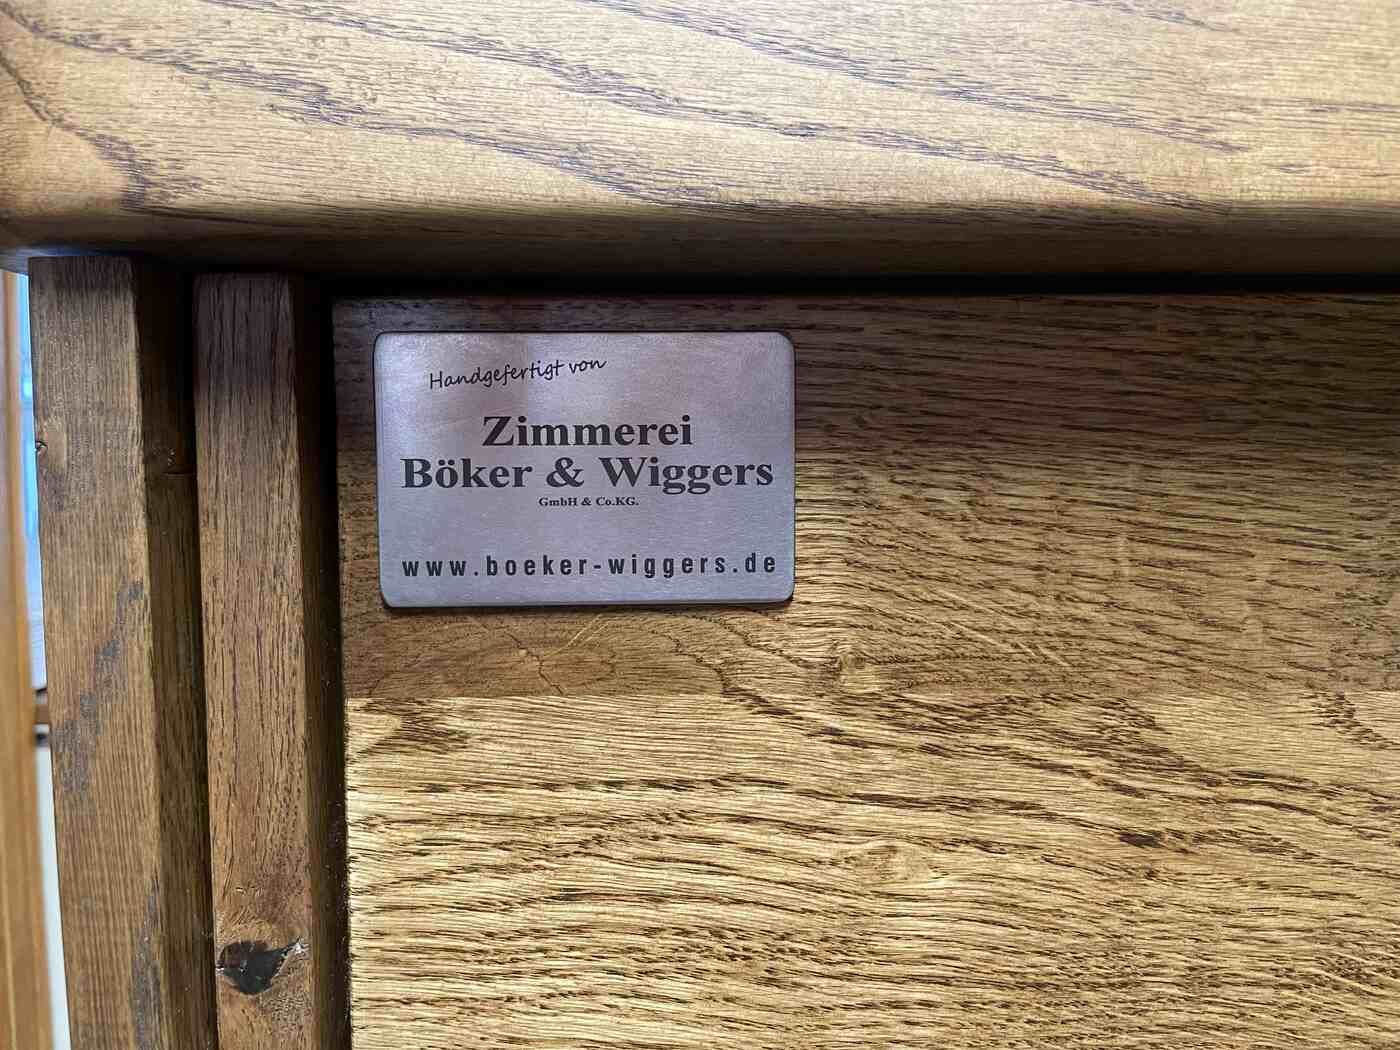 Handgefertigt von
Zimmerei
Böker & Wiggers
GmbH & Co.KG.
www.boeker-wiggers.de